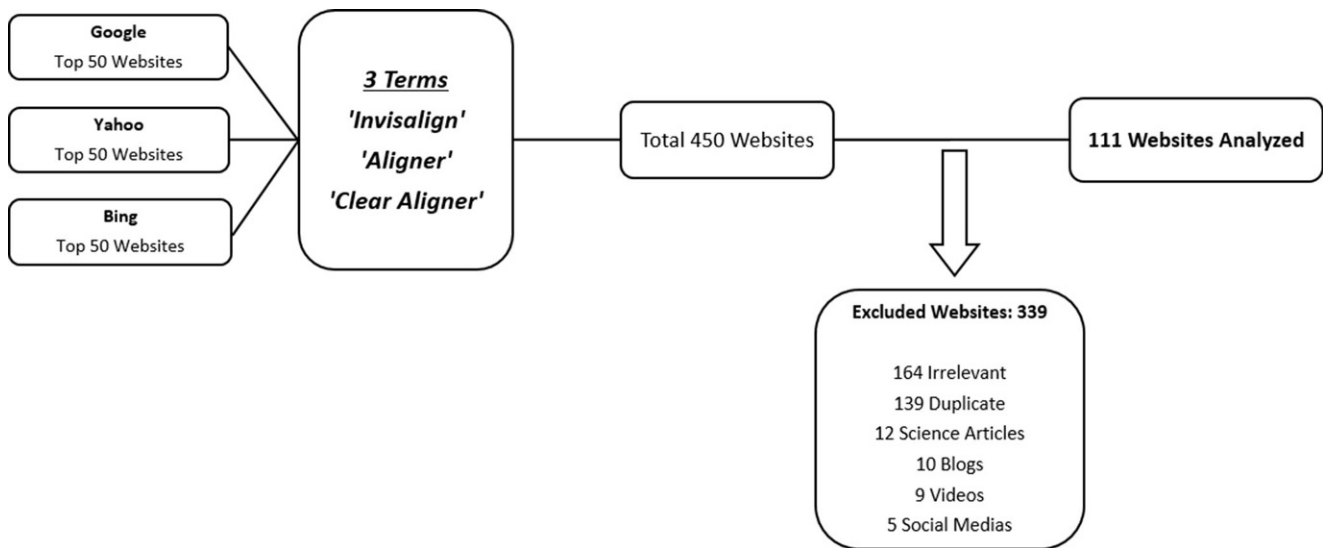 Google
Top 50 Websites
Yahoo
Top 50 Websites
Bing
Top 50 Websites
3 Terms
'Invisalign'
'Aligner'
'Clear Aligner'
Total 450 Websites
111 Websites Analyzed
Excluded Websites: 339
164 Irrelevant
139 Duplicate
12 Science Articles
10 Blogs
9 Videos
5 Social Medias